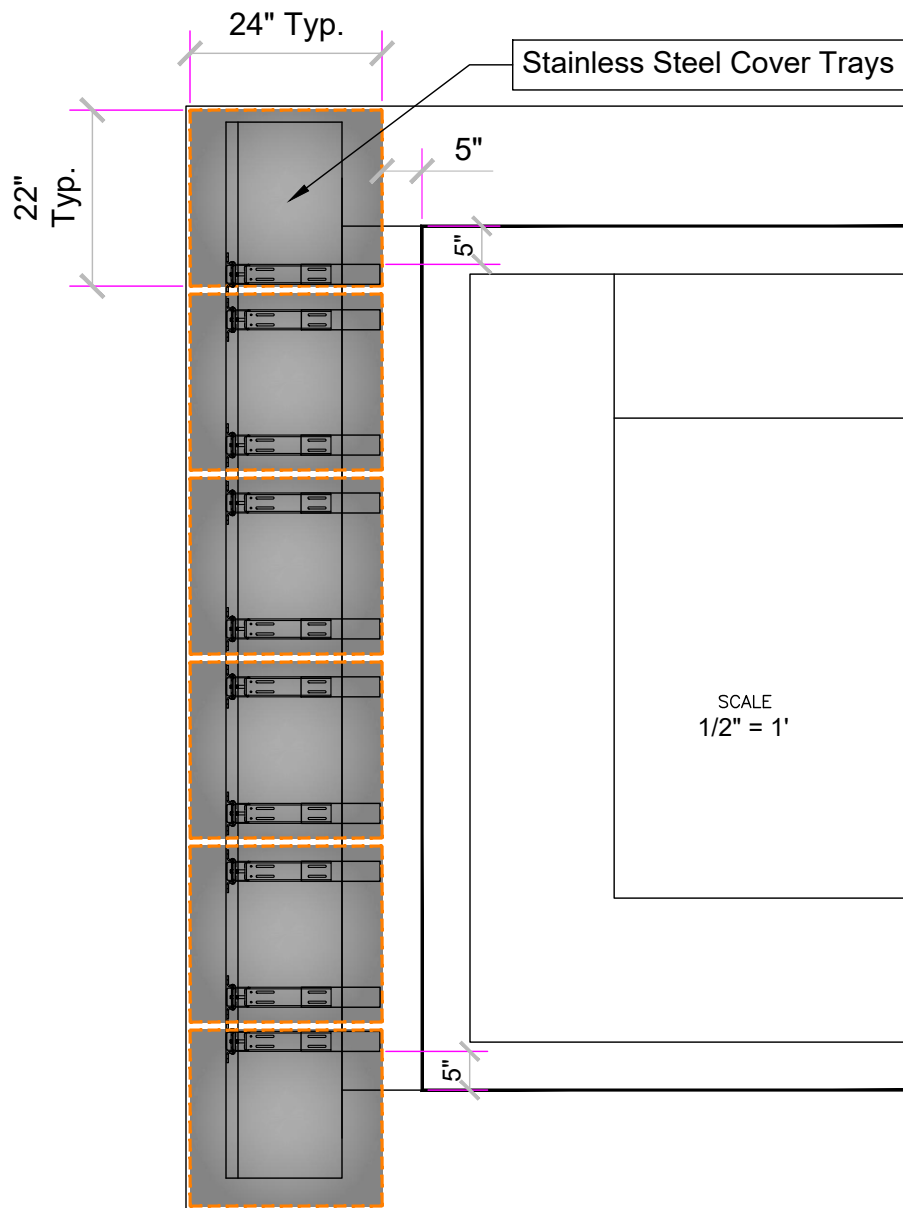 24" Typ.
Stainless Steel Cover Trays
22"
Typ.
5"
5"
SCALE
1/2" = 1'
5"